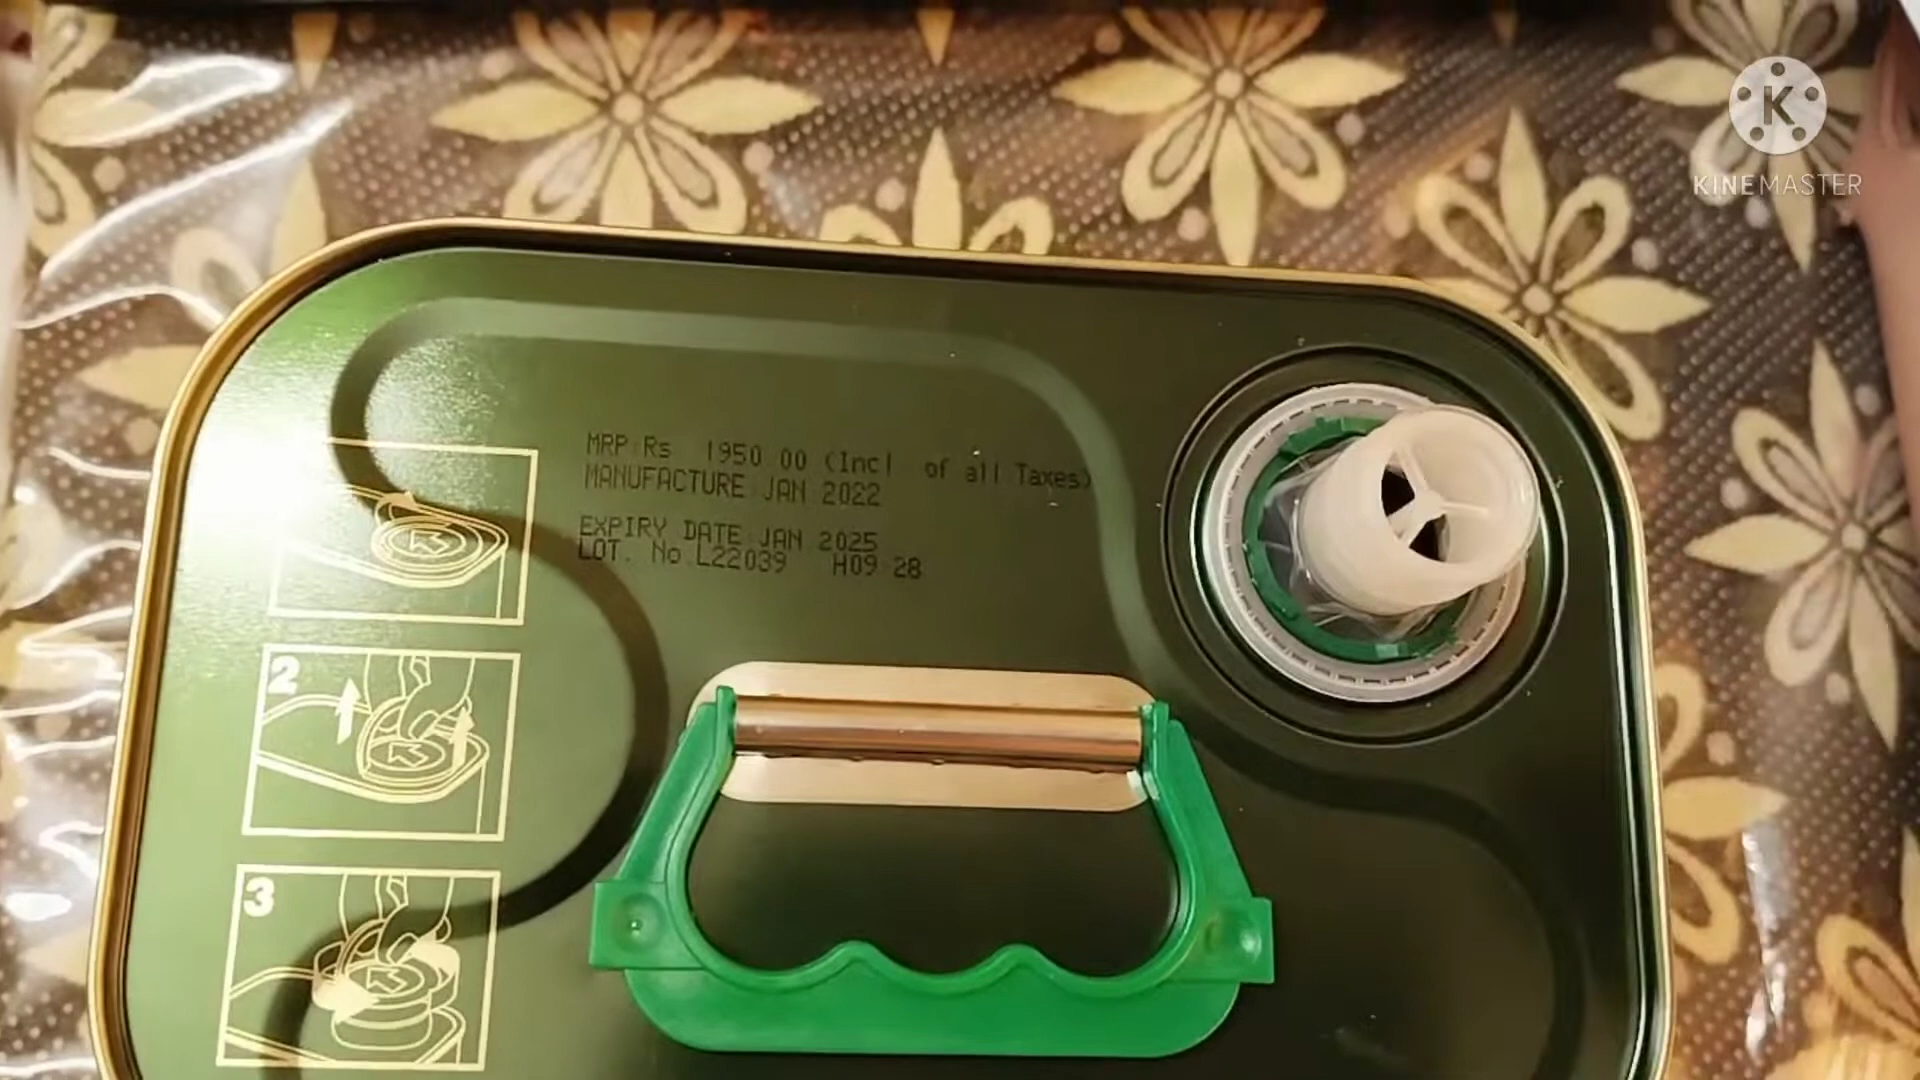 K
KINEMASTER
MRP Rs 1950 00 (Incl of all Taxes)
MANUFACTURE JAN 2022
EXPIRY DATE JAN 2025
LOT. No L22039 H09 28
2
3